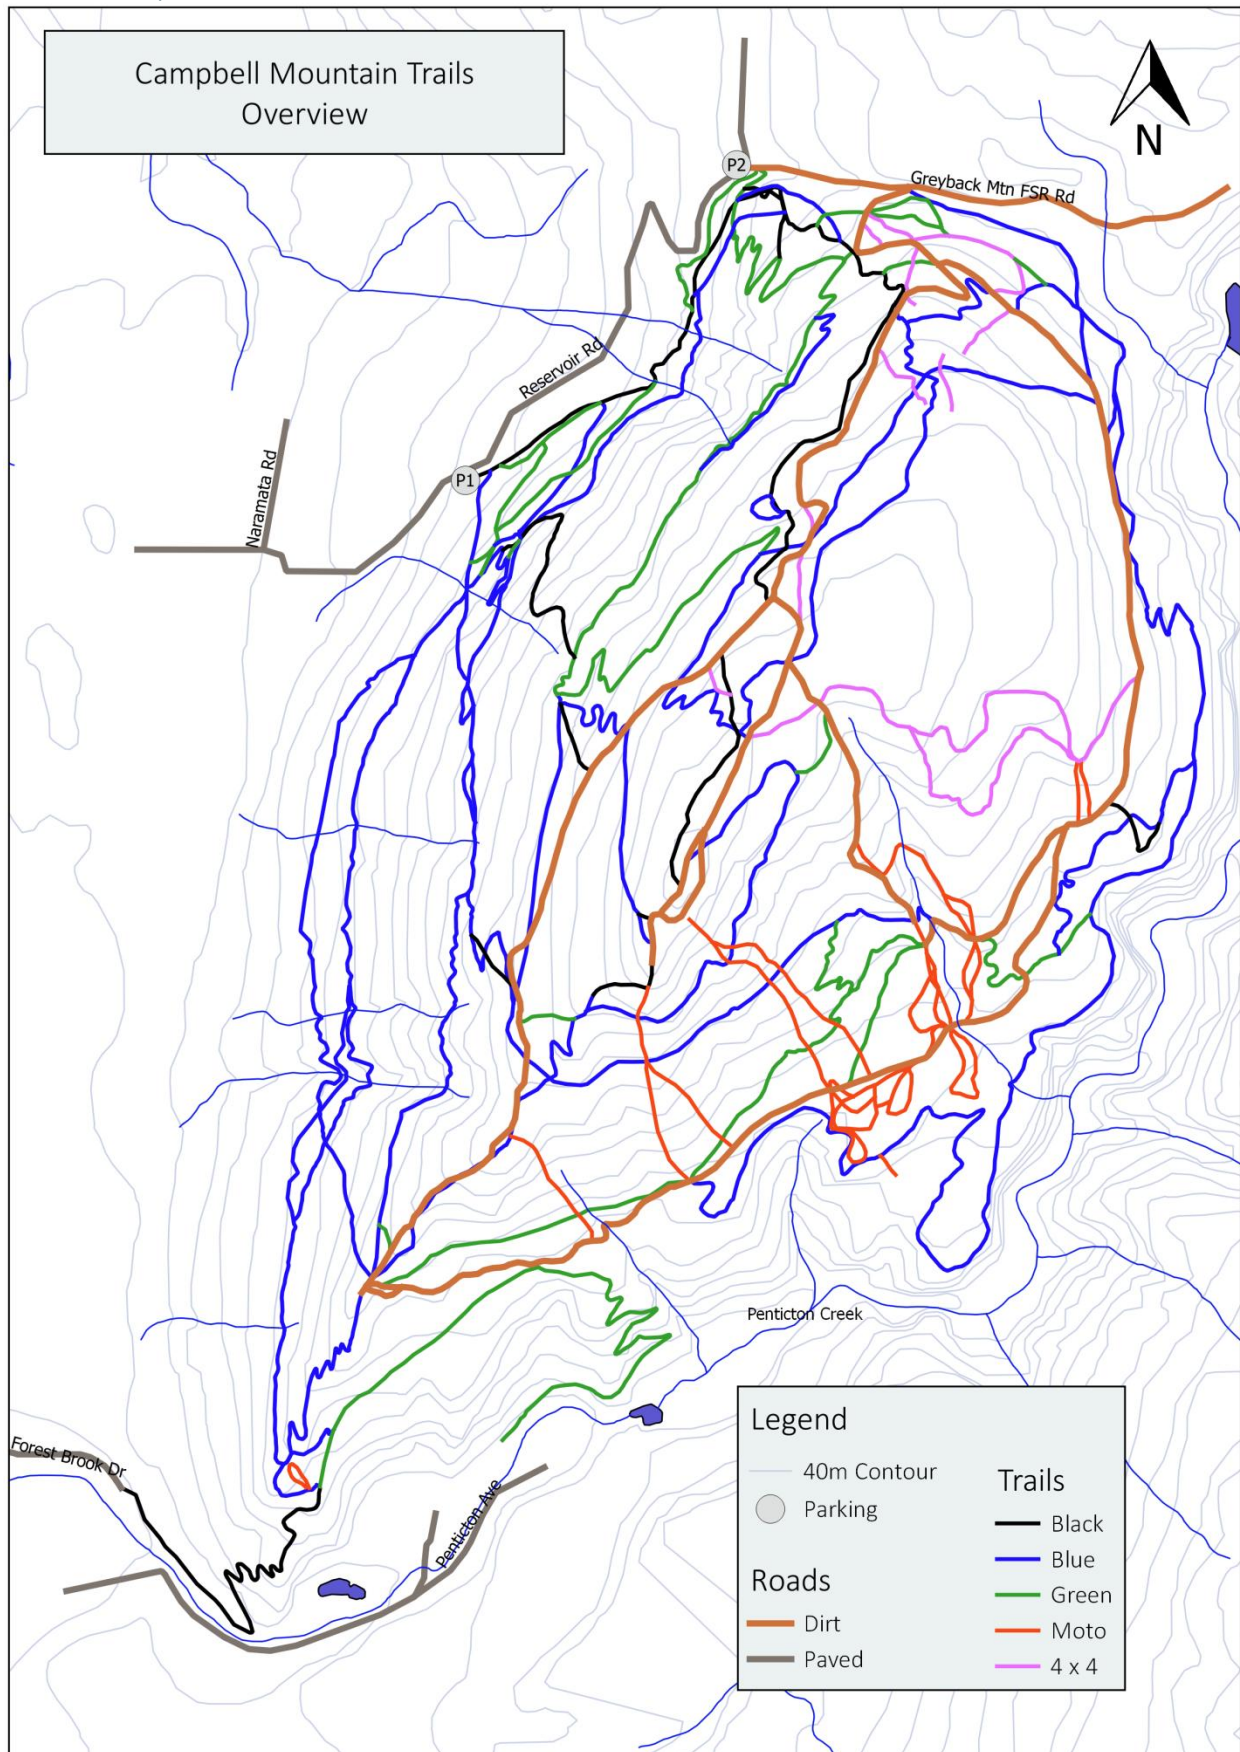 Campbell Mountain Trails
Overview
N
P2
Greyback Mtn FSR Rd
Reservoir Rd
P1
Naramata Rd
Penticton Creek
Forest Brook Dr
Penticton Ave
Legend
40m Contour
Parking
Roads
Dirt
Paved
Trails
Black
Blue
Green
Moto
4 x 4